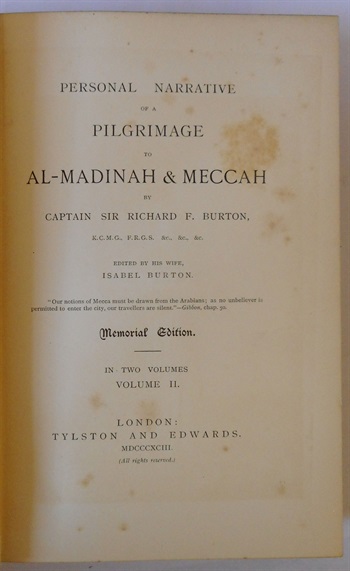 PERSONAL NARRATIVE
OF A
PILGRIMAGE
TO
AL-MADINAH & MECCAH
BY
CAPTAIN SIR RICHARD F. BURTON,
K.C.M.G., F.R.G.S. &c., &c., &c.
EDITED BY HIS WIFE,
ISABEL BURTON.
"Our notions of Mecca must be drawn from the Arabians; as no unbeliever is
permitted to enter the city, our travellers are silent."—Gibbon, chap. 50.
Memorial Edition.
IN TWO VOLUMES
VOLUME II.
LONDON:
TYLSTON AND EDWARDS.
MDCCCXCIII.
(All rights reserved.)